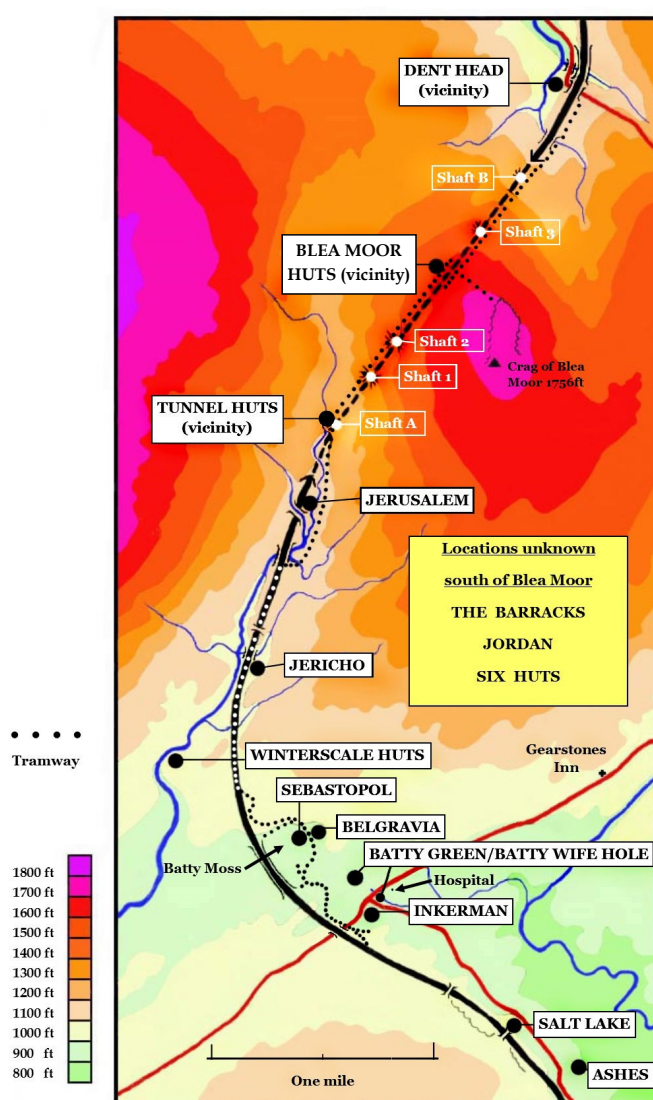 DENT HEAD
(vicinity)
Shaft B
Shaft 3
BLEA MOOR
HUTS (vicinity)
Shaft 2
Crag of Blea
Moor 1756ft
Shaft 1
TUNNEL HUTS
(vicinity)
Shaft A
JERUSALEM
Locations unknown
south of Blea Moor
THE BARRACKS
JORDAN
SIX HUTS
JERICHO
Tramway
WINTERSCALE HUTS
Gearstones
Inn
SEBASTOPOL
BELGRAVIA
Batty Moss
BATTY GREEN/BATTY WIFE HOLE
Hospital
INKERMAN
1800 ft
1700 ft
1600 ft
1500 ft
1400 ft
1300 ft
1200 ft
1100 ft
1000 ft
900 ft
800 ft
SALT LAKE
ASHES
One mile